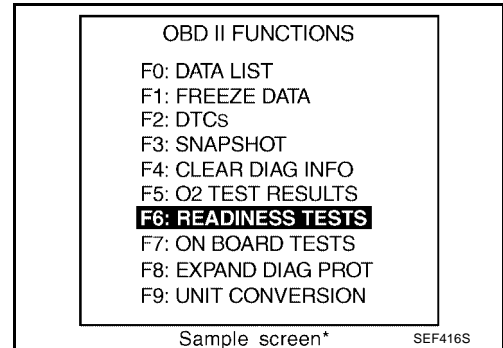 OBD II FUNCTIONS
F0: DATA LIST
F1: FREEZE DATA
F2: DTCs
F3: SNAPSHOT
F4: CLEAR DIAG INFO
F5: O2 TEST RESULTS
F6: READINESS TESTS
F7: ON BOARD TESTS
F8: EXPAND DIAG PROT
F9: UNIT CONVERSION
Sample screen*
SEF416S